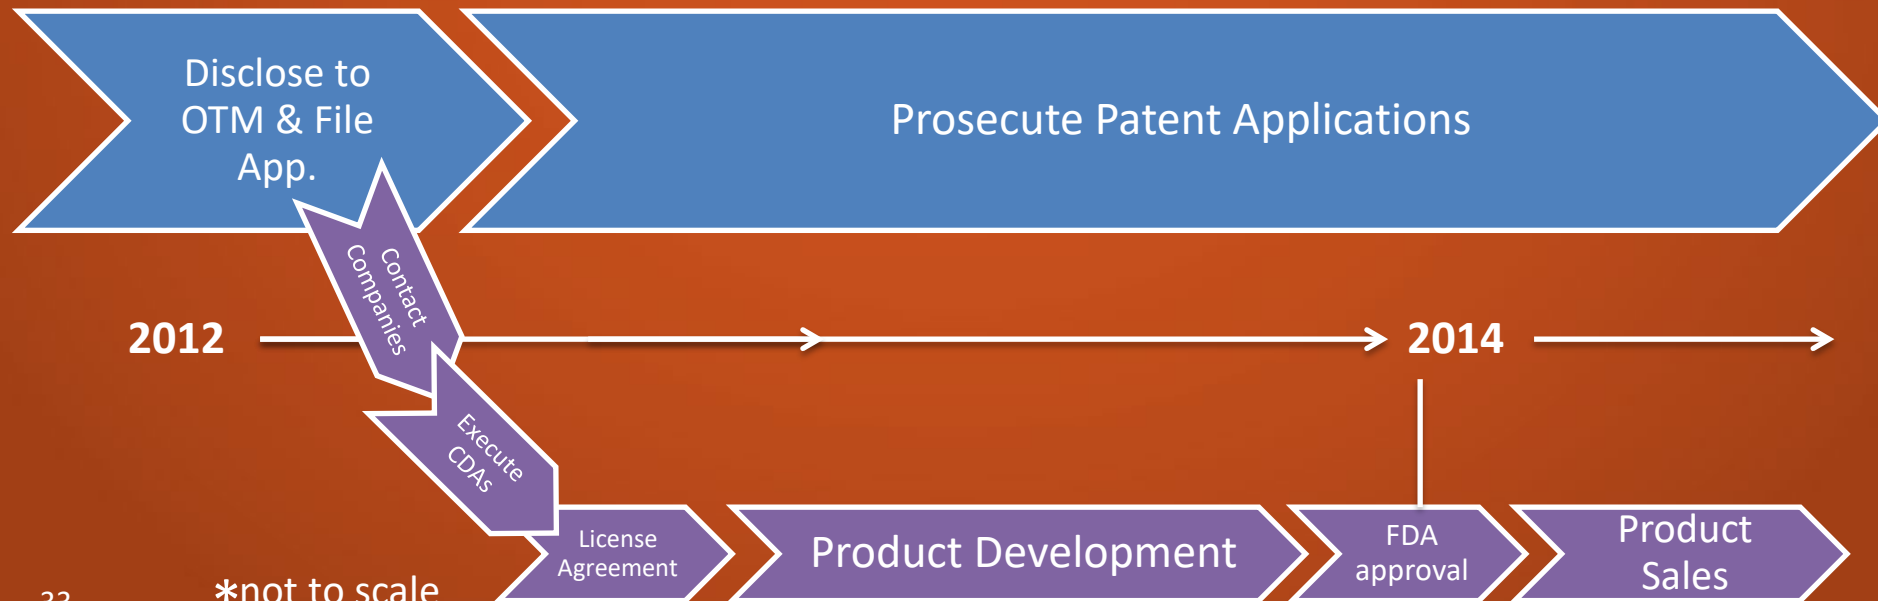 Disclose to
OTM & File
App.
Prosecute Patent Applications
Contact
Companies
2012
2014
Execute
CDAs
License
Agreement
Product Development
FDA
approval
Product
Sales
*not to scale